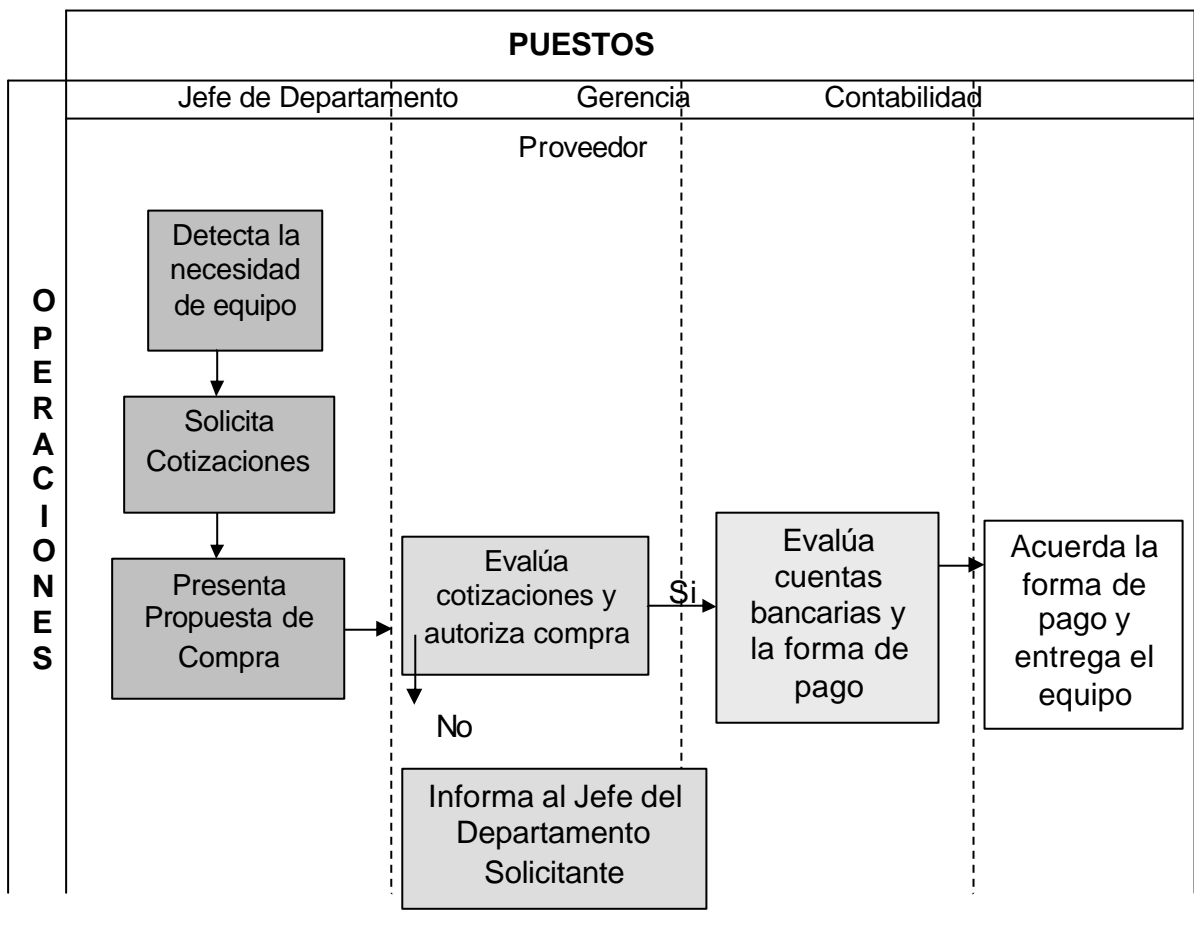 PUESTOS
Jefe de Departamento Gerencia Contabilidad
Proveedor
O
P
E
R
A
C
I
O
N
E
S
Detecta la
necesidad
de equipo
Solicita
Cotizaciones
Presenta
Propuesta de
Compra
Evalúa
cotizaciones y
autoriza compra
Si
No
Informa al Jefe del
Departamento
Solicitante
Evalúa
cuentas
bancarias y
la forma de
pago
Acuerda la
forma de
pago y
entrega el
equipo